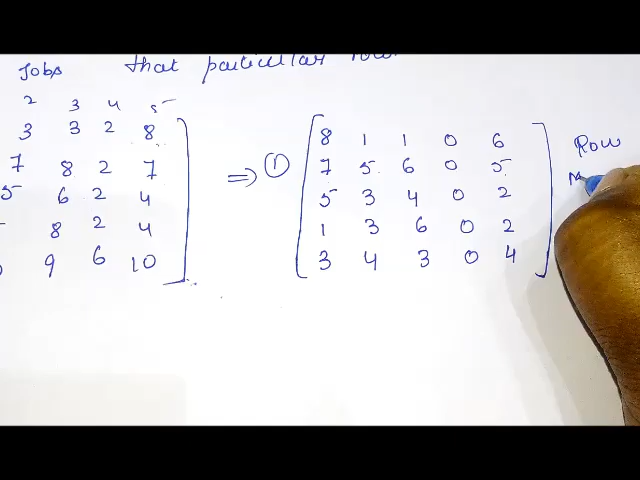 Jobs that particular row
2 3 4 5
3 3 2 8
7 8 2 7
5 6 2 4
8 2 4
9 6 10
⇒ ① 8 1 1 0 6
7 5 6 0 5
5 3 4 0 2
1 3 6 0 2
3 4 3 0 4
Row